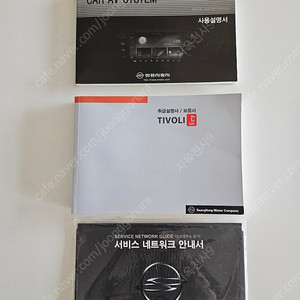 CAR AV SYSTEM
사용설명서
쌍용자동차
취급설명서 / 보증서
TIVOLI
SsangYong Motor Company
SERVICE NETWORK GUIDE
서비스 네트워크 안내서